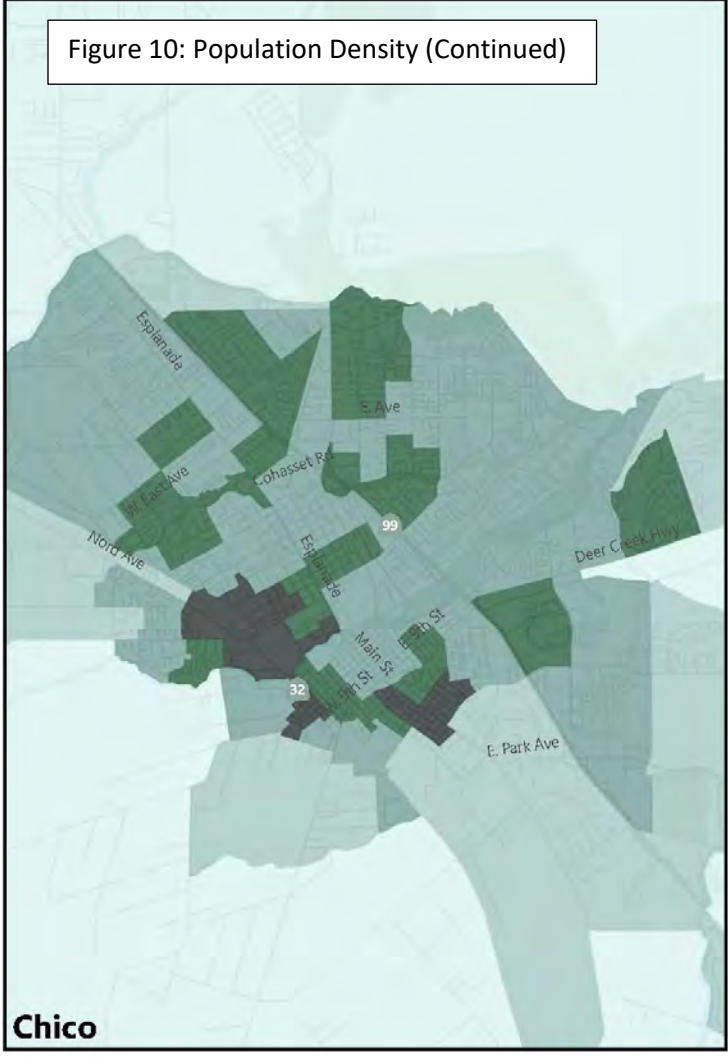 Figure 10: Population Density (Continued)
Esplanade
E. Ave
W. East Ave
Cohasset Rd
99
Nord Ave
Esplanade
Deer Creek Hwy
E. 9th St
Main St
32
W. 9th St
E. Park Ave
Chico